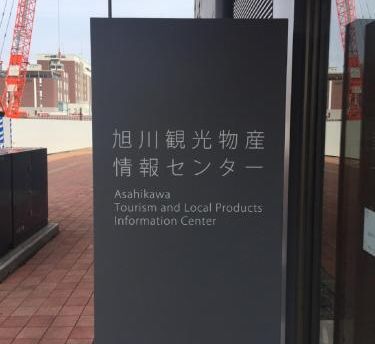 旭川観光物産
情報センター
Asahikawa
Tourism and Local Products
Information Center